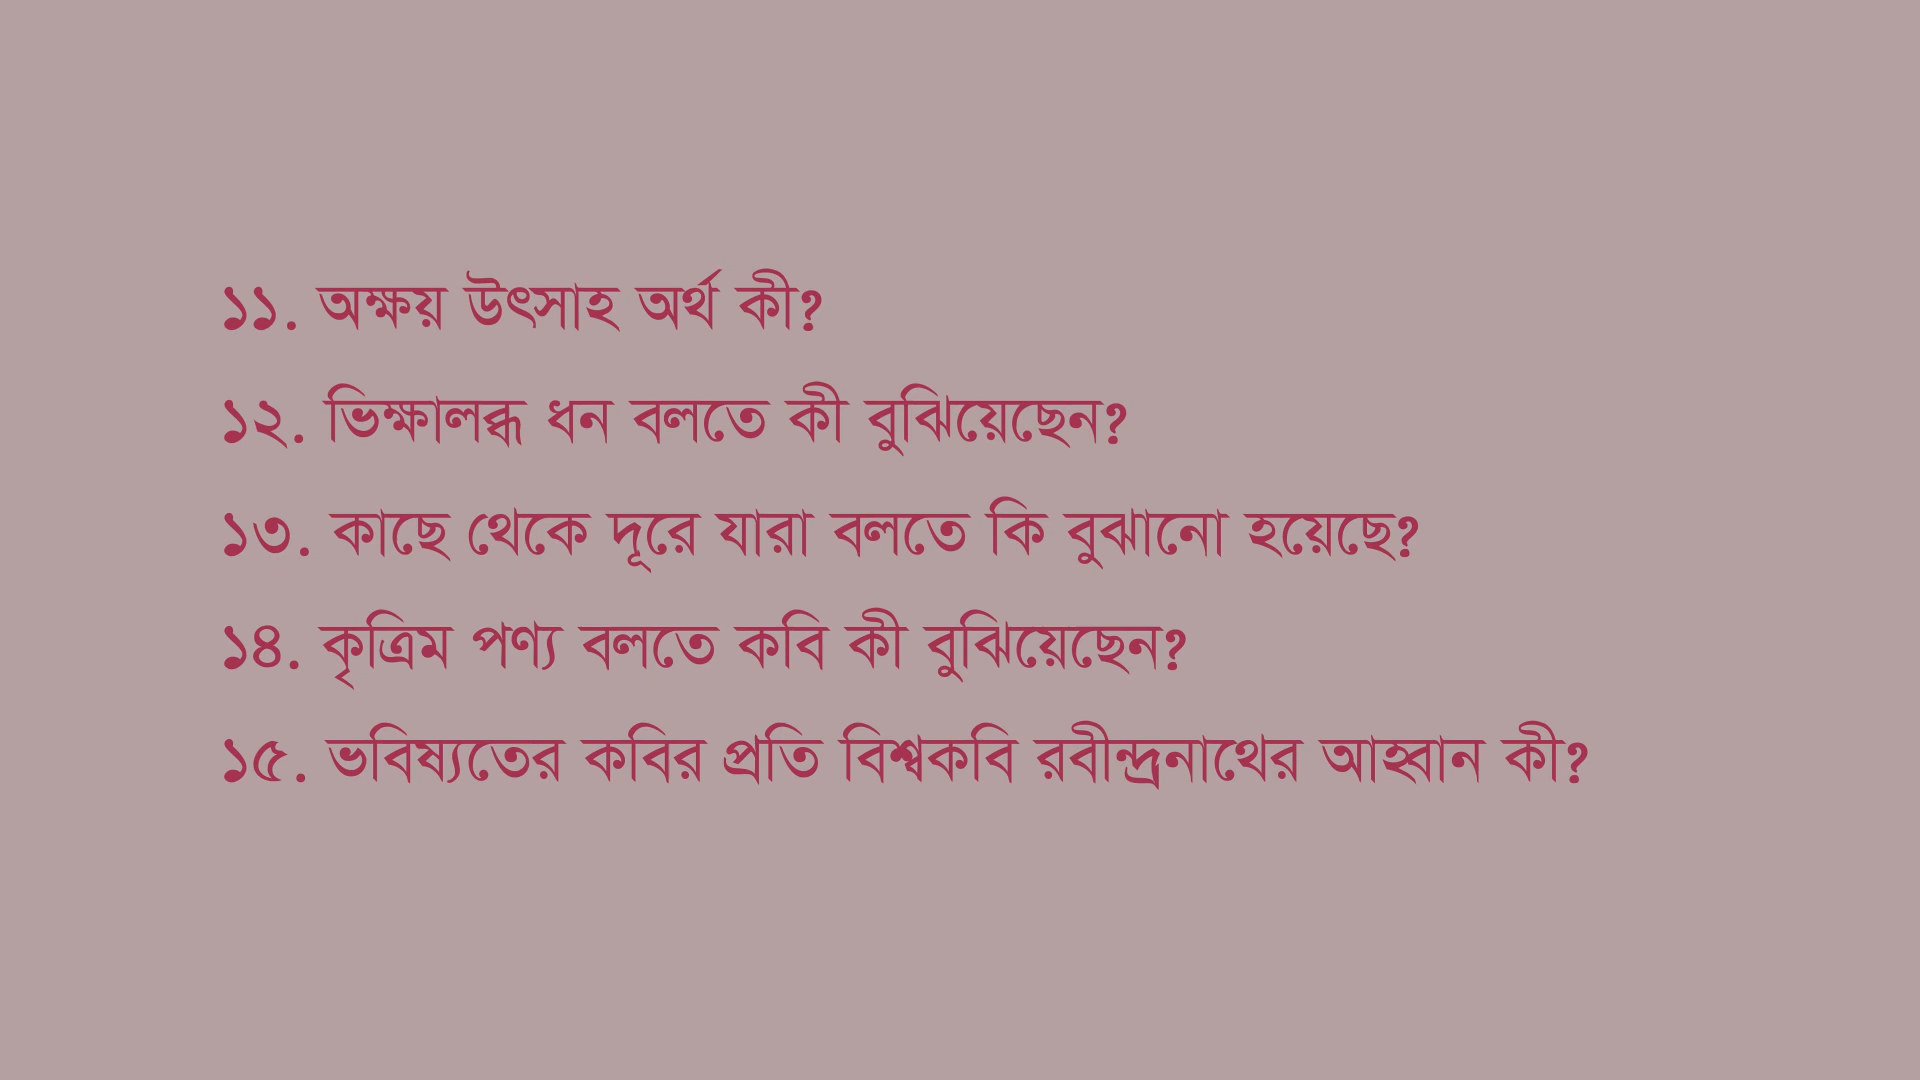 ১১. অক্ষয় উৎসাহ অর্থ কী?
১২. ভিক্ষালব্ধ ধন বলতে কী বুঝিয়েছেন?
১৩. কাছে থেকে দূরে যারা বলতে কি বুঝানো হয়েছে?
১৪. কৃত্রিম পণ্য বলতে কবি কী বুঝিয়েছেন?
১৫. ভবিষ্যতের কবির প্রতি বিশ্বকবি রবীন্দ্রনাথের আহ্বান কী?